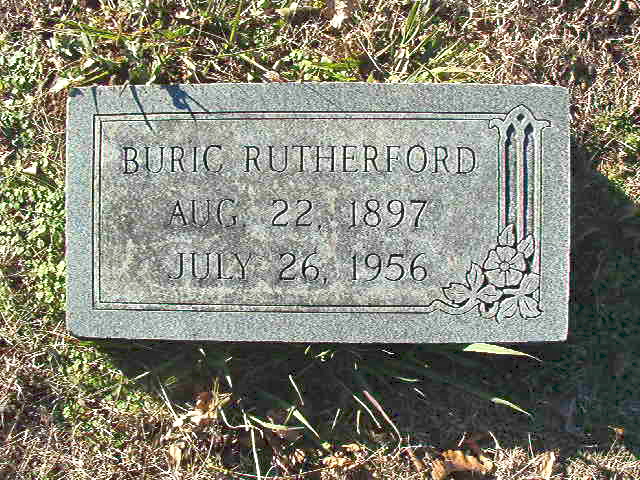 BURIC RUTHERFORD
AUG. 22, 1897
JULY 26, 1956